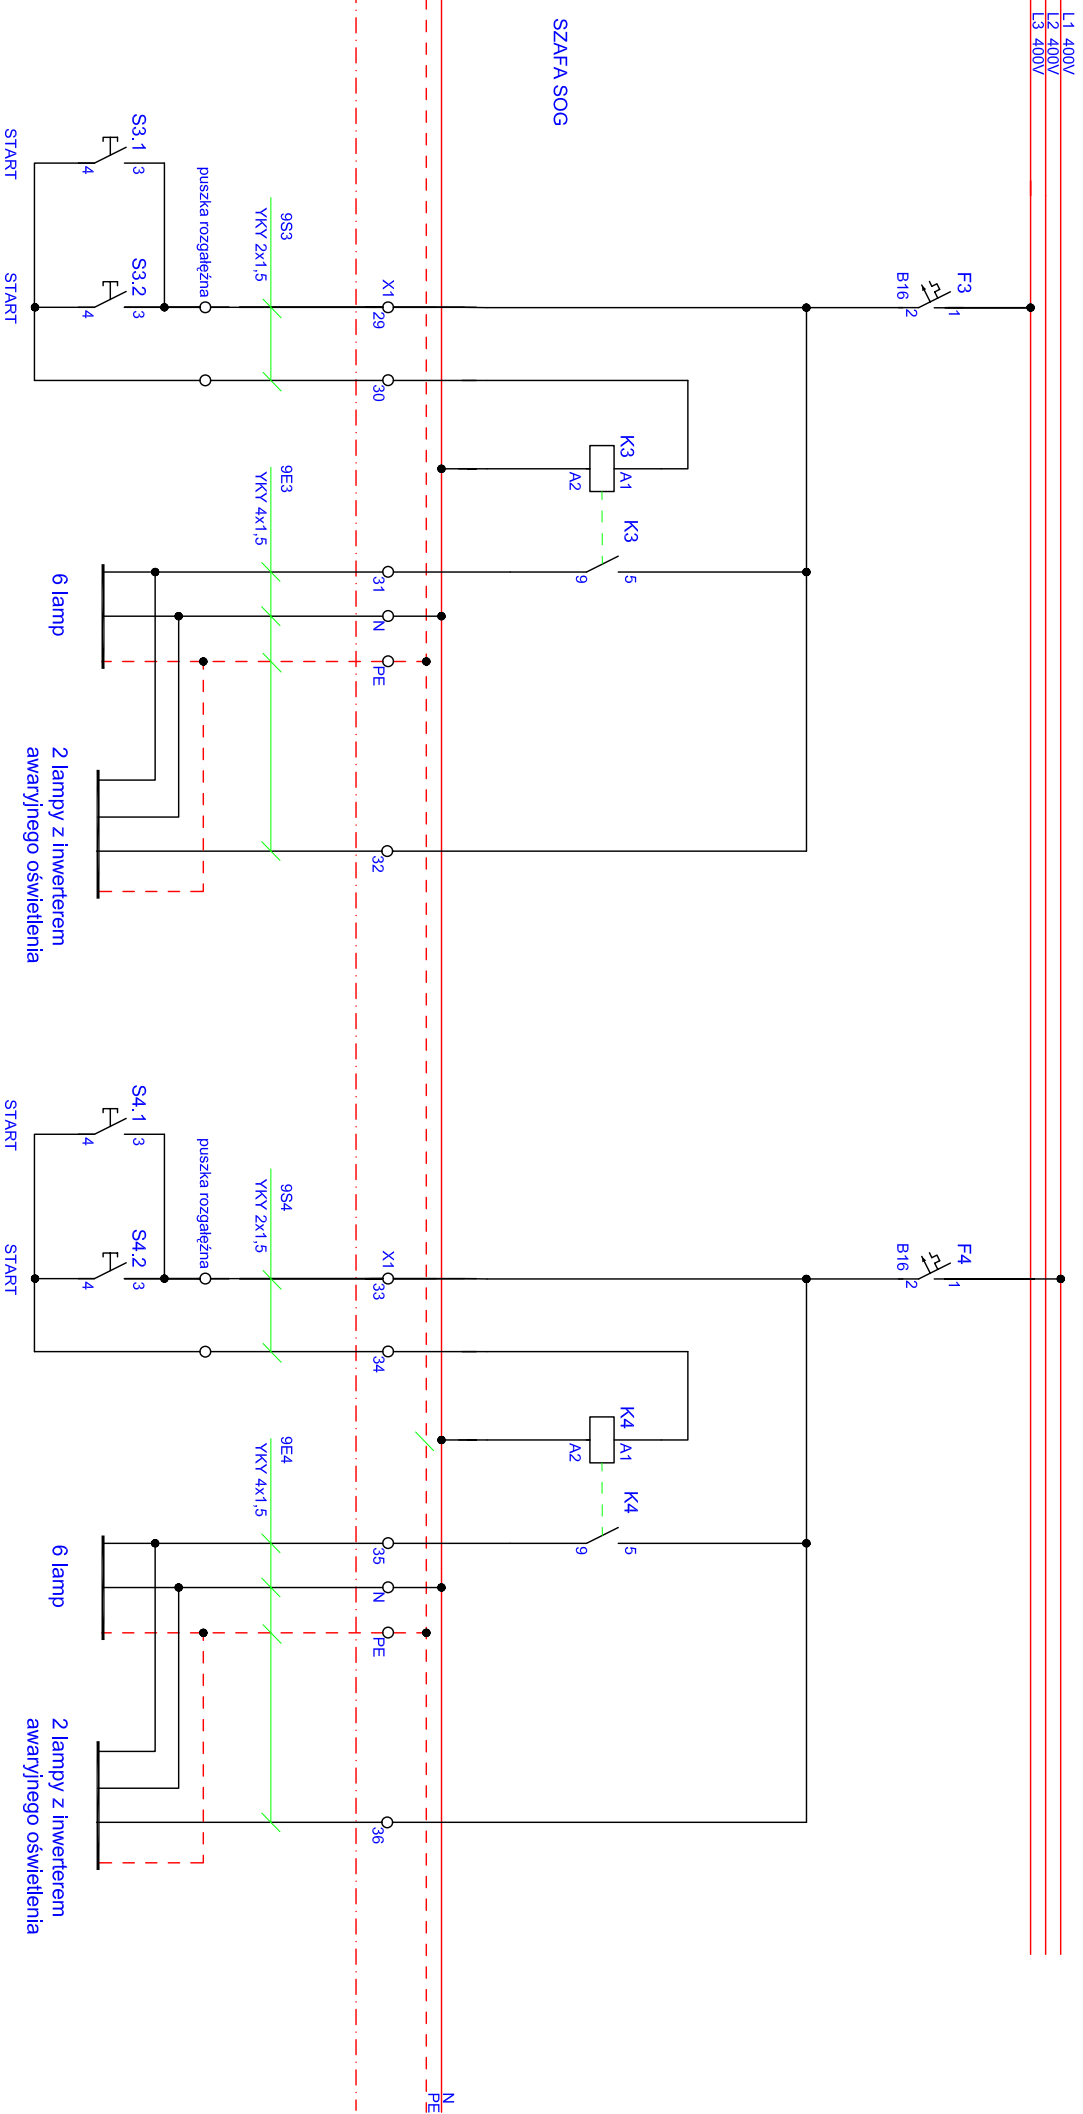 L1 400V
L2 400V
L3 400V
SZAFA SOG
F3
B16
1
2
K3
A1
A2
K3
5
9
X1
29
30
31
N
PE
32
9S3
YKY 2x1,5
9E3
YKY 4x1,5
puszka rozgałęźna
S3.1
3
4
S3.2
3
4
START
START
6 lamp
2 lampy z inwerterem
awaryjnego oświetlenia
F4
B16
1
2
K4
A1
A2
K4
5
9
X1
33
34
35
N
PE
36
9S4
YKY 2x1,5
9E4
YKY 4x1,5
puszka rozgałęźna
S4.1
3
4
S4.2
3
4
START
START
6 lamp
2 lampy z inwerterem
awaryjnego oświetlenia
N
PE